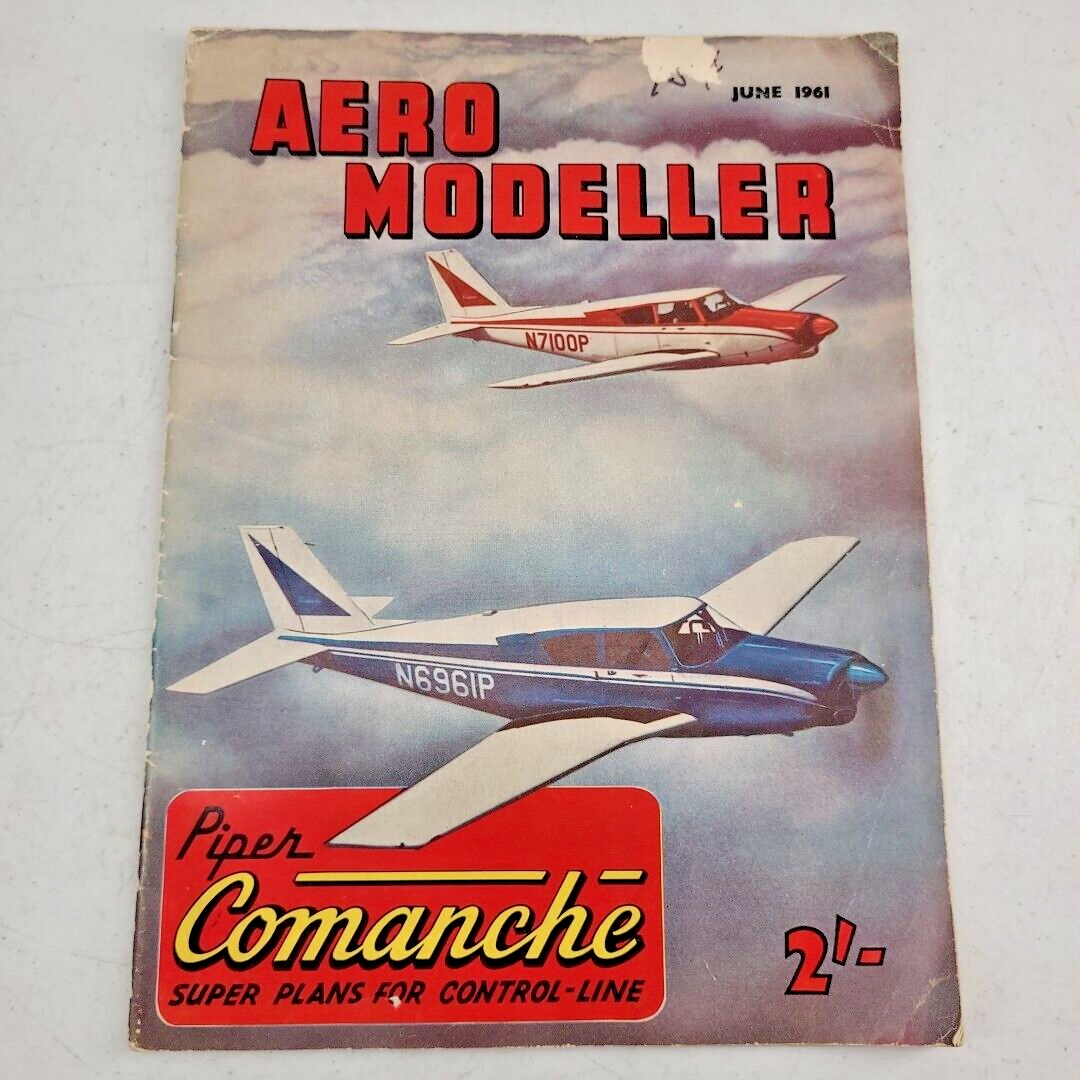 JUNE 1961
AERO
MODELLER
N7100P
N6961P
Piper
Comanche
SUPER PLANS FOR CONTROL-LINE
2'-